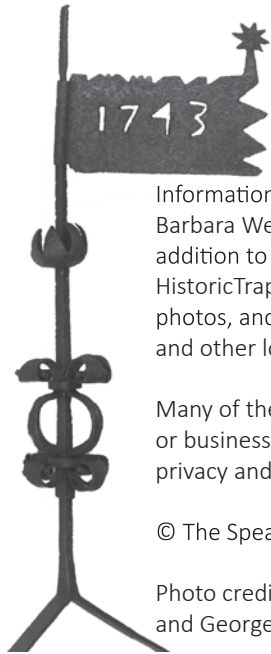 1743
Information
Barbara We
addition to
HistoricTrap
photos, and
and other lo
Many of the
or business
privacy and
© The Spea
Photo credi
and George